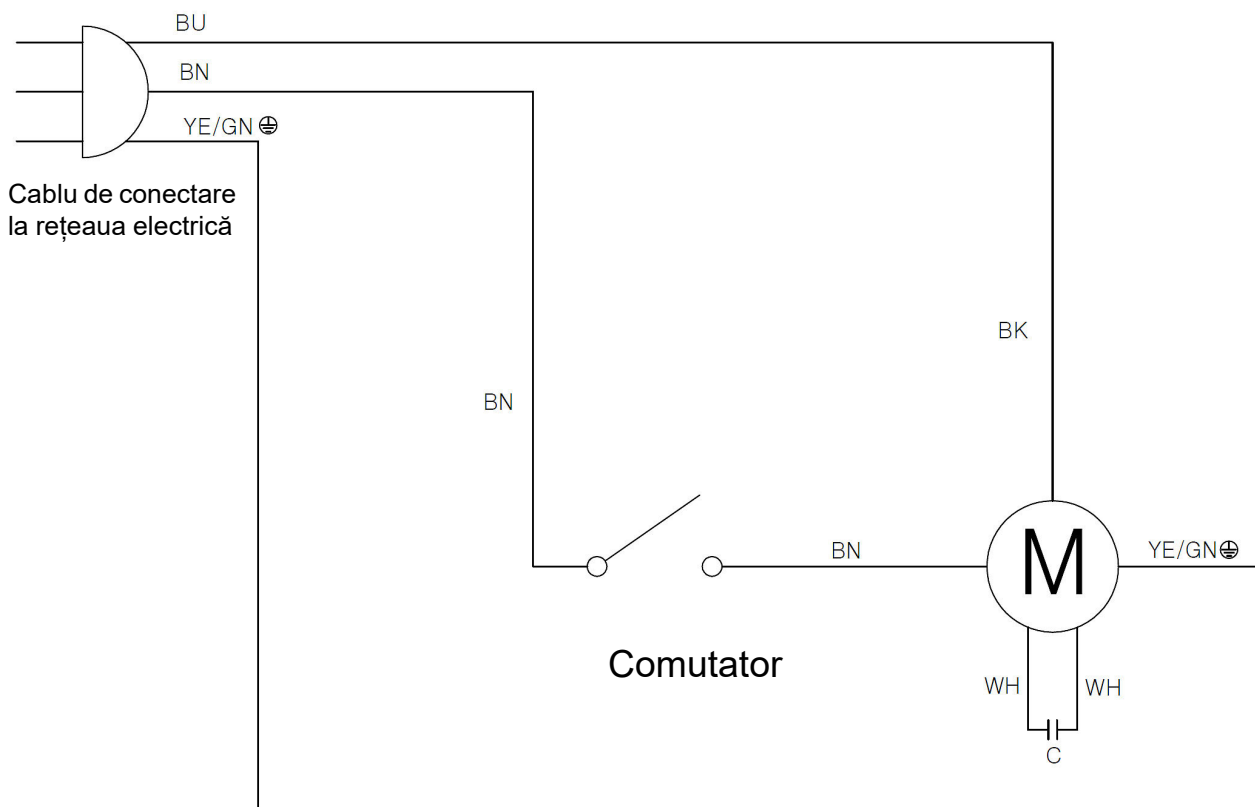 BU
BN
YE/GN
Cablu de conectare
la rețeaua electrică
BK
BN
BN
M
YE/GN
Comutator
WH
WH
C